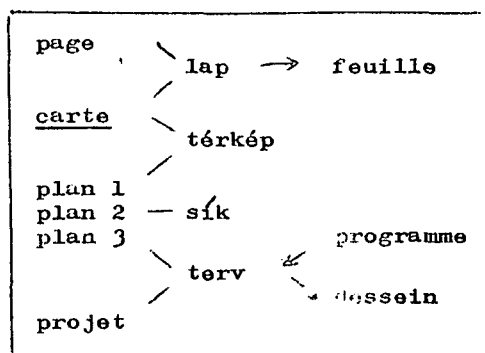 page
lap → feuille
carte
térkép
plan 1
plan 2 — sík
plan 3
programme
terv
dessein
projet